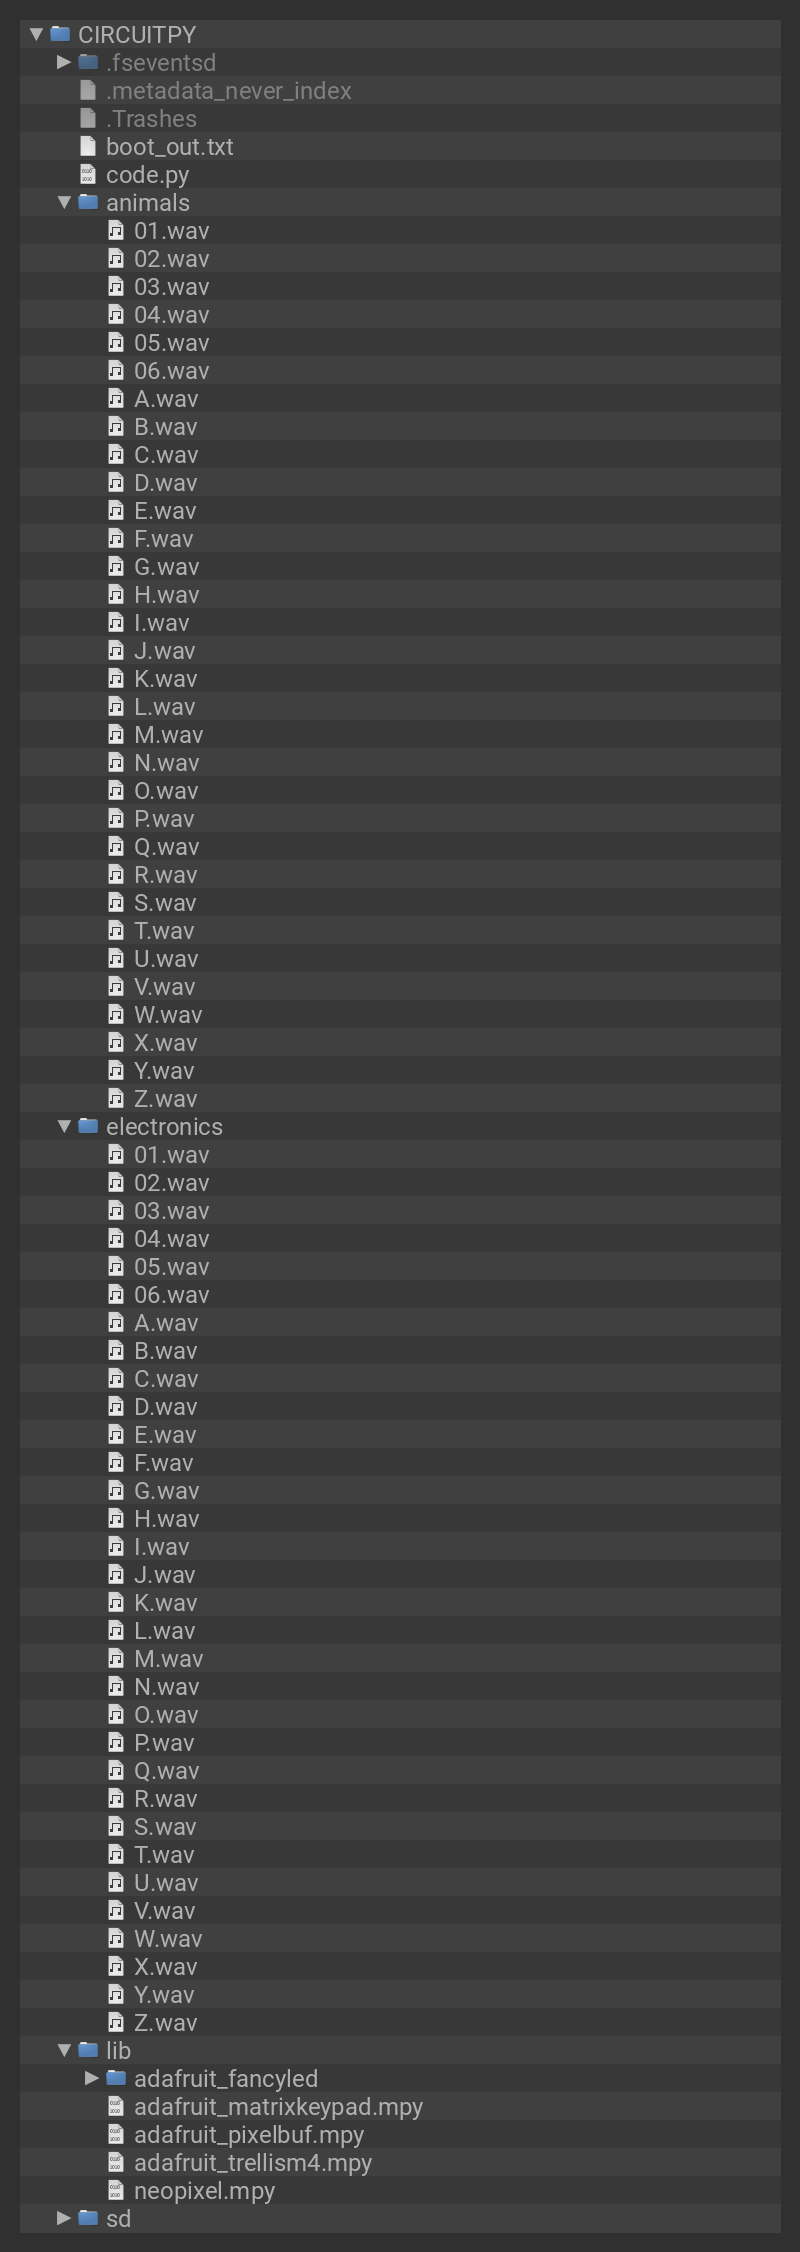 CIRCUITPY
.fseventsd
.metadata_never_index
.Trashes
boot_out.txt
code.py
animals
01.wav
02.wav
03.wav
04.wav
05.wav
06.wav
A.wav
B.wav
C.wav
D.wav
E.wav
F.wav
G.wav
H.wav
I.wav
J.wav
K.wav
L.wav
M.wav
N.wav
O.wav
P.wav
Q.wav
R.wav
S.wav
T.wav
U.wav
V.wav
W.wav
X.wav
Y.wav
Z.wav
electronics
01.wav
02.wav
03.wav
04.wav
05.wav
06.wav
A.wav
B.wav
C.wav
D.wav
E.wav
F.wav
G.wav
H.wav
I.wav
J.wav
K.wav
L.wav
M.wav
N.wav
O.wav
P.wav
Q.wav
R.wav
S.wav
T.wav
U.wav
V.wav
W.wav
X.wav
Y.wav
Z.wav
lib
adafruit_fancyled
adafruit_matrixkeypad.mpy
adafruit_pixelbuf.mpy
adafruit_trellism4.mpy
neopixel.mpy
sd